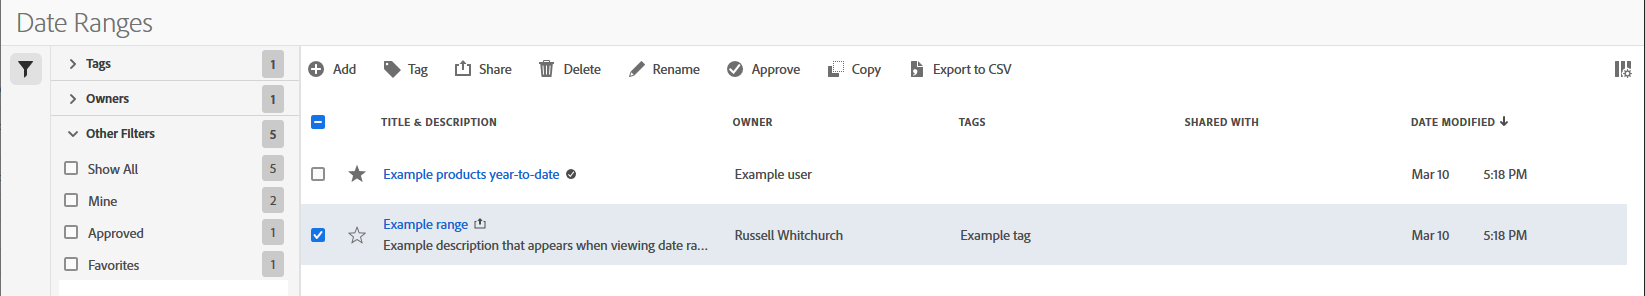 Date Ranges
Tags 1
Owners 1
Other FIlters 5
Show All 5
Mine 2
Approved 1
Favorites 1
Add Tag Share Delete Rename Approve Copy Export to CSV
TITLE & DESCRIPTION OWNER TAGS SHARED WITH DATE MODIFIED
Example products year-to-date Example user Mar 10 5:18 PM
Example range
Example description that appears when viewing date ra... Russell Whitchurch Example tag Mar 10 5:18 PM